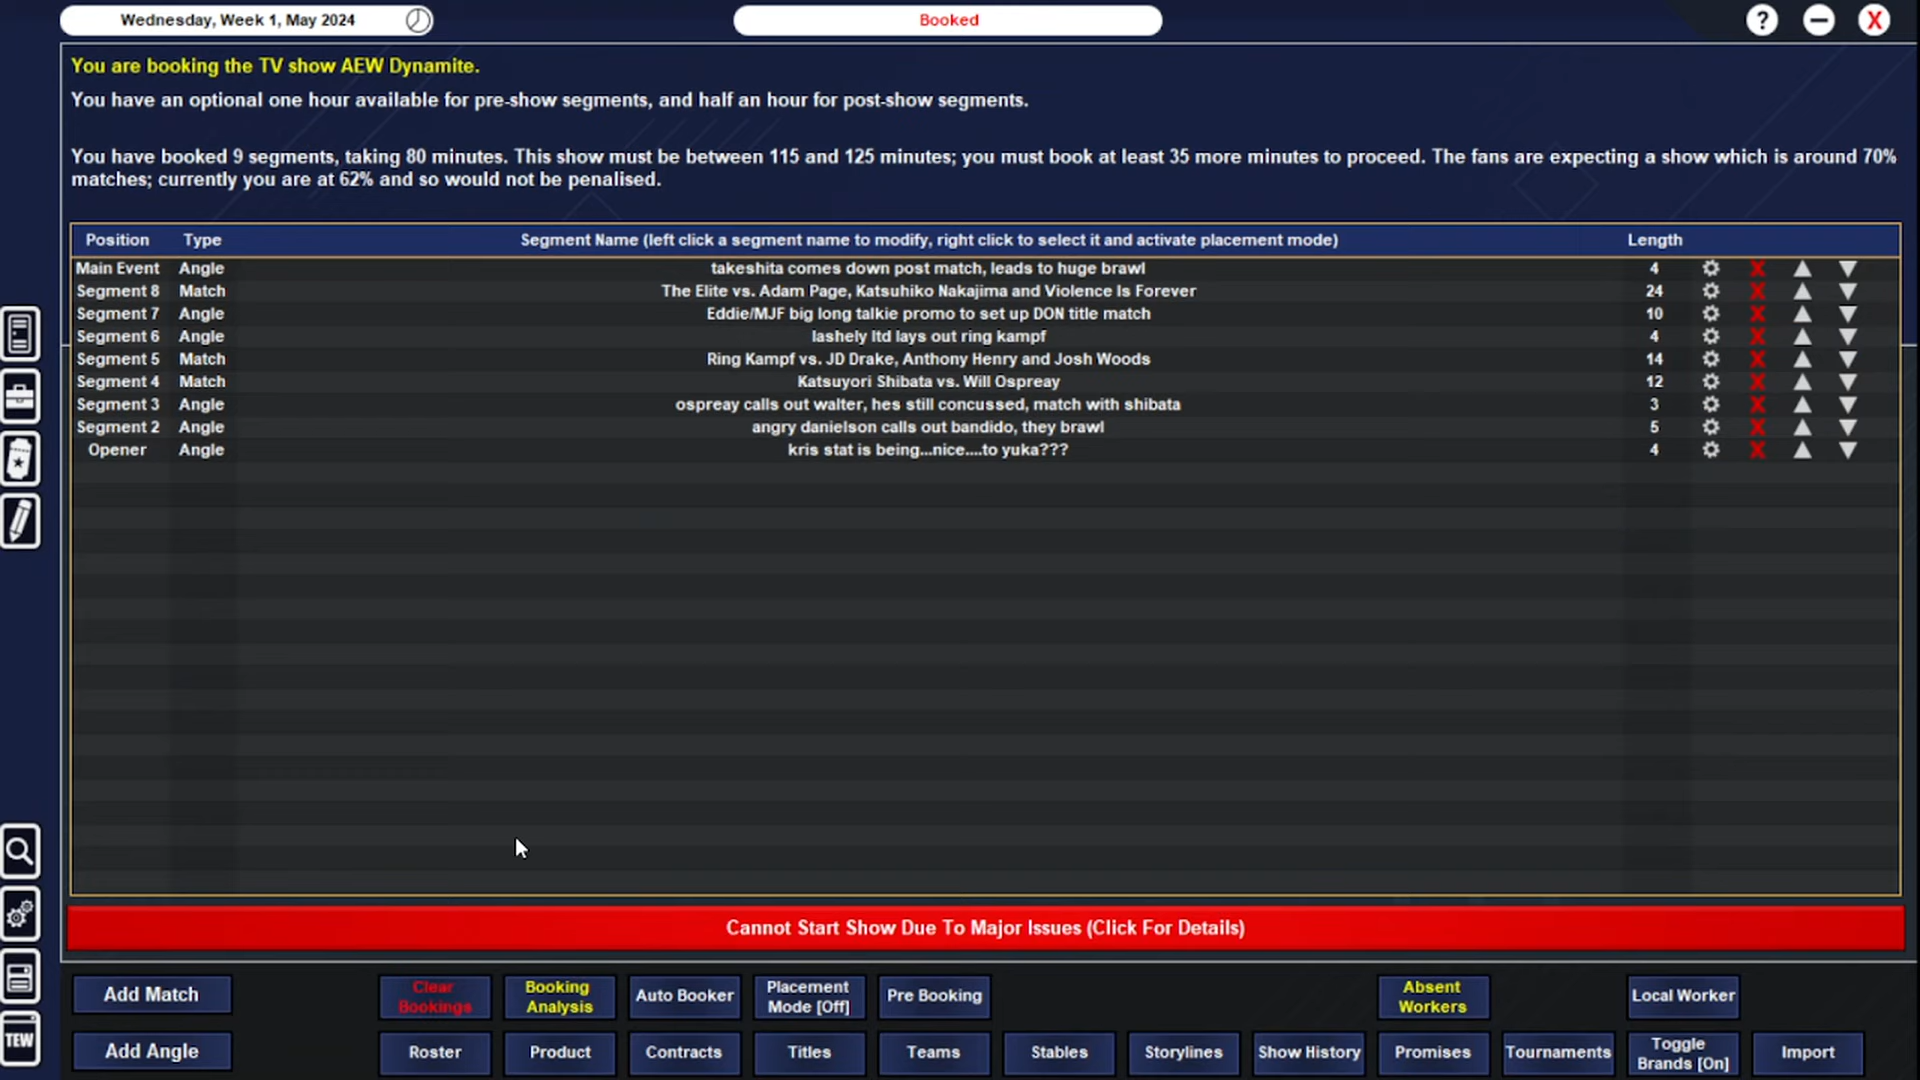 Wednesday, Week 1, May 2024
Booked
? X
You are booking the TV show AEW Dynamite.
You have an optional one hour available for pre-show segments, and half an hour for post-show segments.
You have booked 9 segments, taking 80 minutes. This show must be between 115 and 125 minutes; you must book at least 35 more minutes to proceed. The fans are expecting a show which is around 70%
matches; currently you are at 62% and so would not be penalised.
Position Type Segment Name (left click a segment name to modify, right click to select it and activate placement mode) Length
Main Event Angle takeshita comes down post match, leads to huge brawl 4 X
Segment 8 Match The Elite vs. Adam Page, Katsuhiko Nakajima and Violence Is Forever 24 X
Segment 7 Angle Eddie/MJF big long talkie promo to set up DON title match 10 X
Segment 6 Angle lashely ltd lays out ring kampf 4 X
Segment 5 Match Ring Kampf vs. JD Drake, Anthony Henry and Josh Woods 14 X
Segment 4 Match Katsuyori Shibata vs. Will Ospreay 12 X
Segment 3 Angle ospreay calls out walter, hes still concussed, match with shibata 3 X
Segment 2 Angle angry danielson calls out bandido, they brawl 5 X
Opener Angle kris stat is being...nice....to yuka??? 4 X
Cannot Start Show Due To Major Issues (Click For Details)
TEW
Add Match
Clear Bookings
Booking Analysis
Auto Booker
Placement Mode [Off]
Pre Booking
Absent Workers
Local Worker
Add Angle
Roster
Product
Contracts
Titles
Teams
Stables
Storylines
Show History
Promises
Tournaments
Toggle Brands [On]
Import